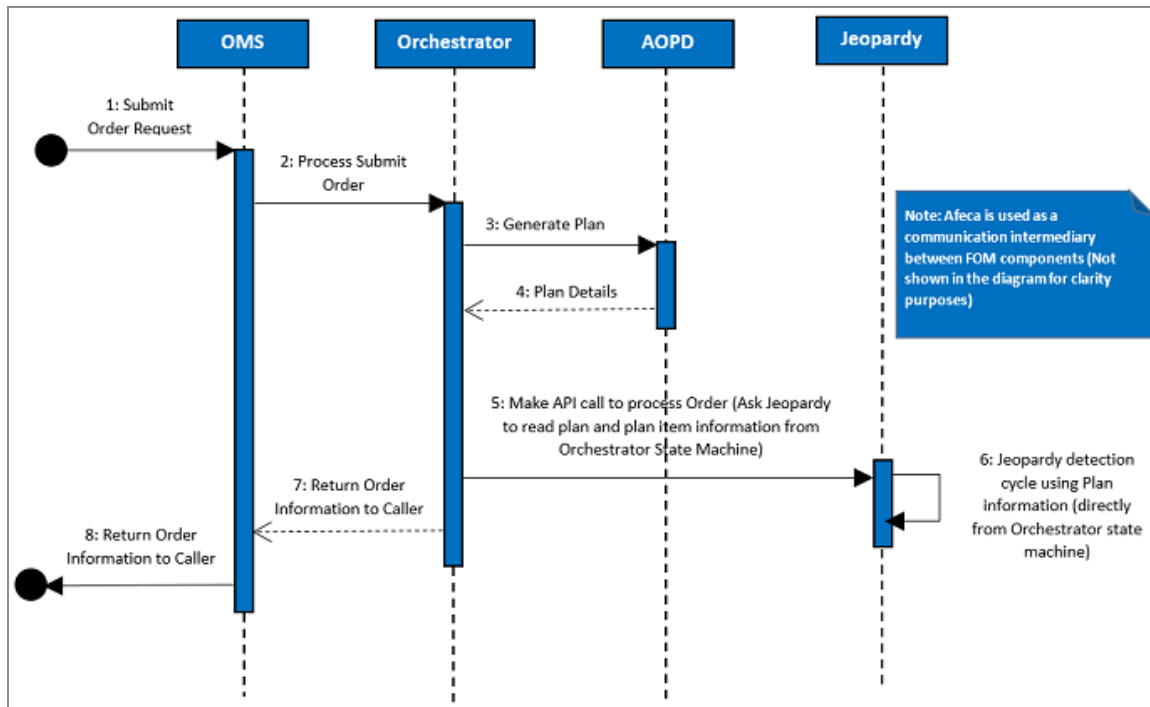 OMS
Orchestrator
AOPD
Jeopardy
1: Submit
Order Request
2: Process Submit
Order
3: Generate Plan
4: Plan Details
Note: Afeca is used as a
communication intermediary
between FOM components (Not
shown in the diagram for clarity
purposes)
5: Make API call to process Order (Ask Jeopardy
to read plan and plan item information from
Orchestrator State Machine)
6: Jeopardy detection
cycle using Plan
information (directly
from Orchestrator state
machine)
7: Return Order
Information to Caller
8: Return Order
Information to Caller